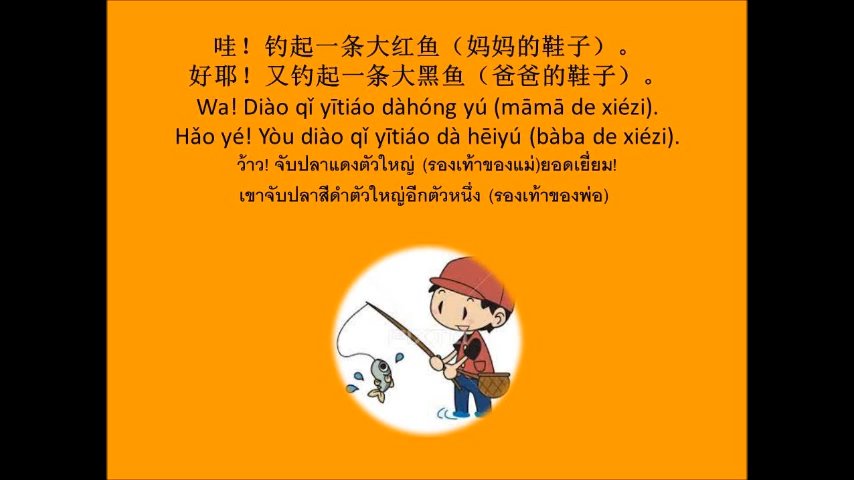 哇！钓起一条大红鱼（妈妈的鞋子）。
好耶！又钓起一条大黑鱼（爸爸的鞋子）。
Wa! Diào qǐ yītiáo dàhóng yú (māmā de xiézi).
Hǎo yé! Yòu diào qǐ yītiáo dà hēiyú (bàba de xiézi).
ว้าว! จับปลาแดงตัวใหญ่ (รองเท้าของแม่)ยอดเยี่ยม!
เขาจับปลาสีดำตัวใหญ่อีกตัวหนึ่ง (รองเท้าของพ่อ)